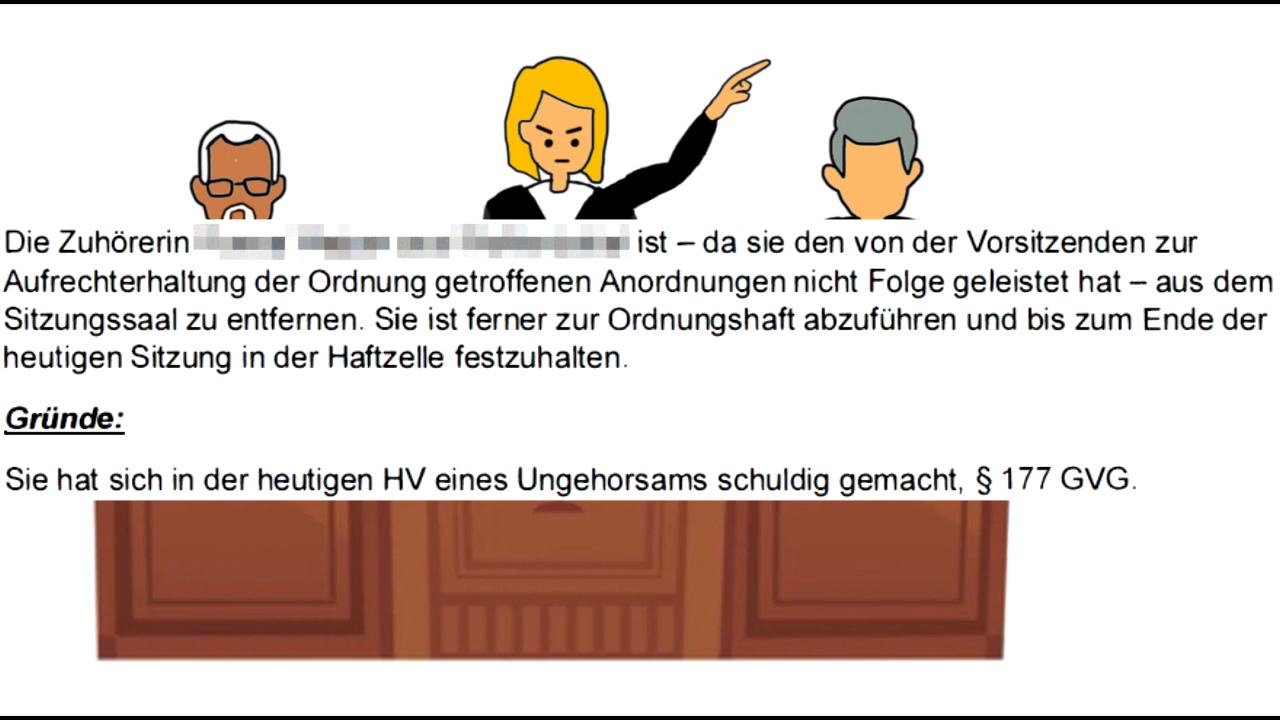 Die Zuhörerin ist – da sie den von der Vorsitzenden zur
Aufrechterhaltung der Ordnung getroffenen Anordnungen nicht Folge geleistet hat – aus dem
Sitzungssaal zu entfernen. Sie ist ferner zur Ordnungshaft abzuführen und bis zum Ende der
heutigen Sitzung in der Haftzelle festzuhalten.
Gründe:
Sie hat sich in der heutigen HV eines Ungehorsams schuldig gemacht, § 177 GVG.